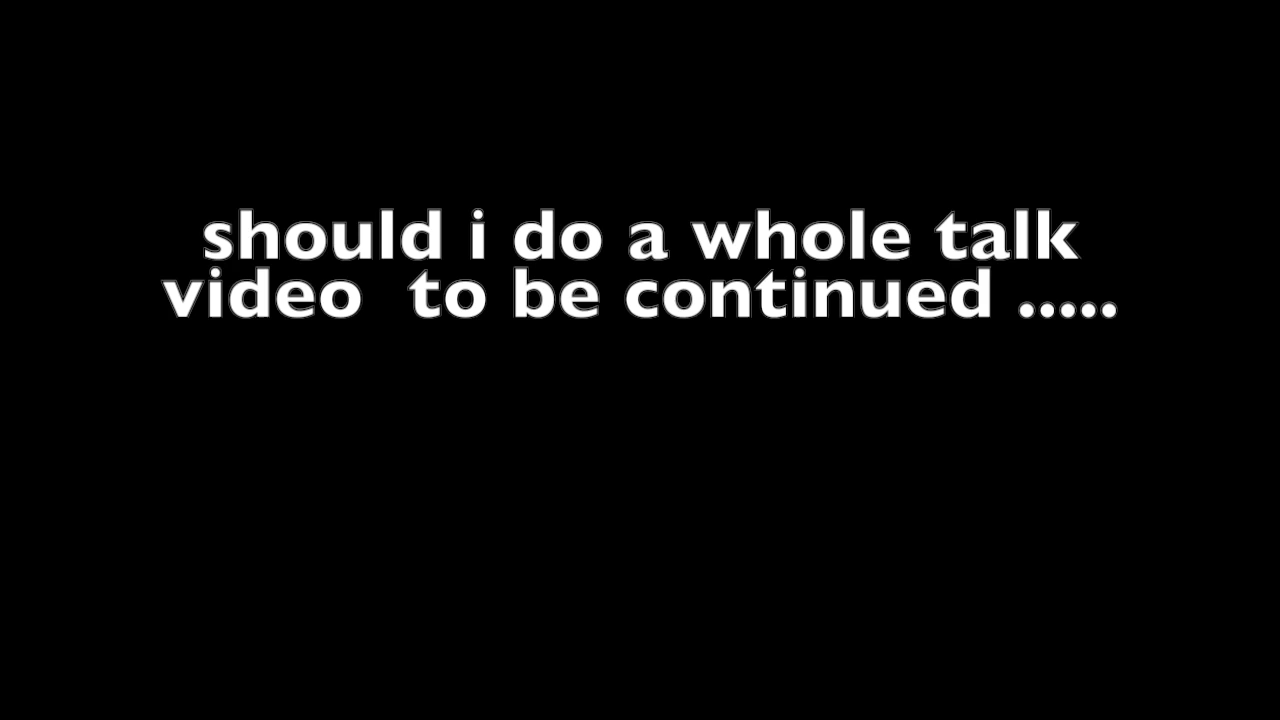 should i do a whole talk
video  to be continued .....